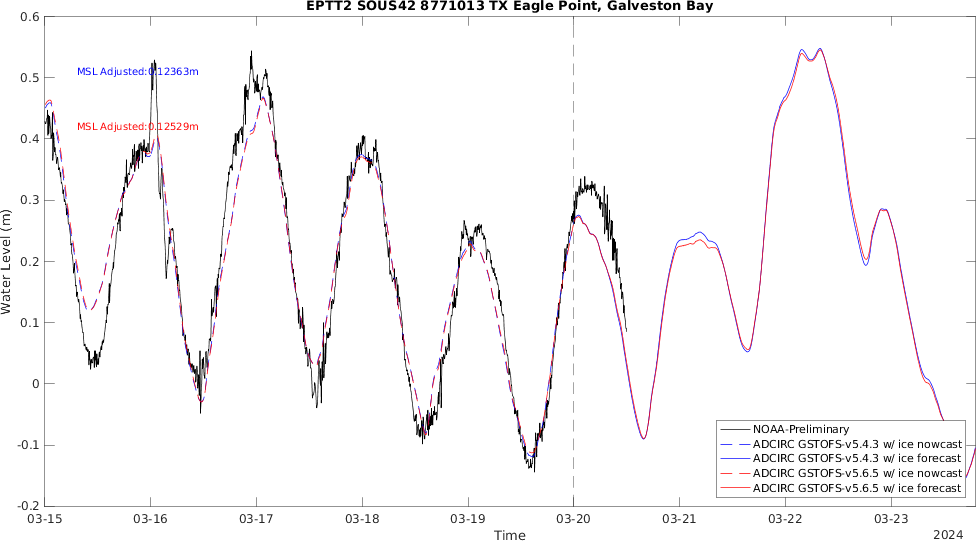 EPTT2 SOUS42 8771013 TX Eagle Point, Galveston Bay
0.6
0.5
0.4
0.3
0.2
0.1
0
-0.1
-0.2
Water Level (m)
MSL Adjusted:0.12363m
MSL Adjusted:0.12529m
NOAA-Preliminary
ADCIRC GSTOFS-v5.4.3 w/ ice nowcast
ADCIRC GSTOFS-v5.4.3 w/ ice forecast
ADCIRC GSTOFS-v5.6.5 w/ ice nowcast
ADCIRC GSTOFS-v5.6.5 w/ ice forecast
03-15 03-16 03-17 03-18 03-19 03-20 03-21 03-22 03-23
Time
2024